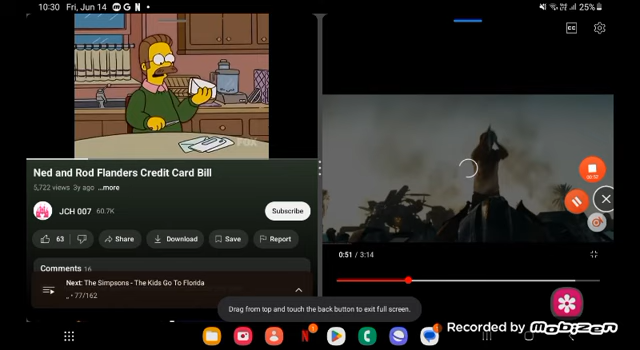 10:30 Fri, Jun 14
25%
FOX
Ned and Rod Flanders Credit Card Bill
5,722 views 3y ago ...more
JCH 007 60.7K
Subscribe
63
Share
Download
Save
Report
Comments 16
Next: The Simpsons - The Kids Go To Florida
,, • 77/162
CC
0:51 / 3:14
Drag from top and touch the back button to exit full screen.
Recorded by Mobizen